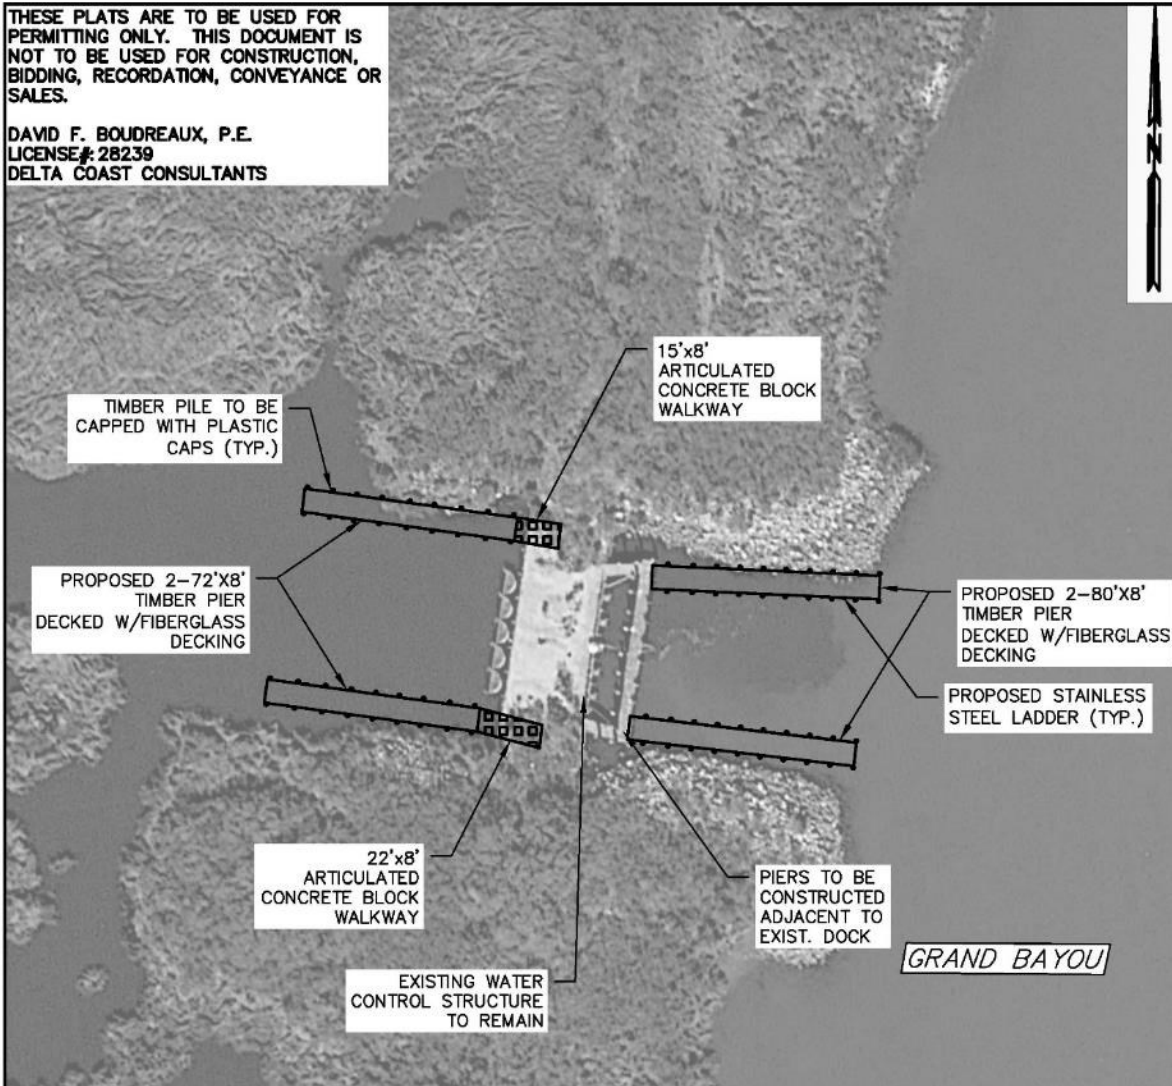 THESE PLATS ARE TO BE USED FOR
PERMITTING ONLY. THIS DOCUMENT IS
NOT TO BE USED FOR CONSTRUCTION,
BIDDING, RECORDATION, CONVEYANCE OR
SALES.
DAVID F. BOUDREAUX, P.E.
LICENSE#: 28239
DELTA COAST CONSULTANTS
N
15'x8'
ARTICULATED
CONCRETE BLOCK
WALKWAY
TIMBER PILE TO BE
CAPPED WITH PLASTIC
CAPS (TYP.)
PROPOSED 2-72'X8'
TIMBER PIER
DECKED W/FIBERGLASS
DECKING
PROPOSED 2-80'X8'
TIMBER PIER
DECKED W/FIBERGLASS
DECKING
PROPOSED STAINLESS
STEEL LADDER (TYP.)
22'x8'
ARTICULATED
CONCRETE BLOCK
WALKWAY
PIERS TO BE
CONSTRUCTED
ADJACENT TO
EXIST. DOCK
GRAND BAYOU
EXISTING WATER
CONTROL STRUCTURE
TO REMAIN